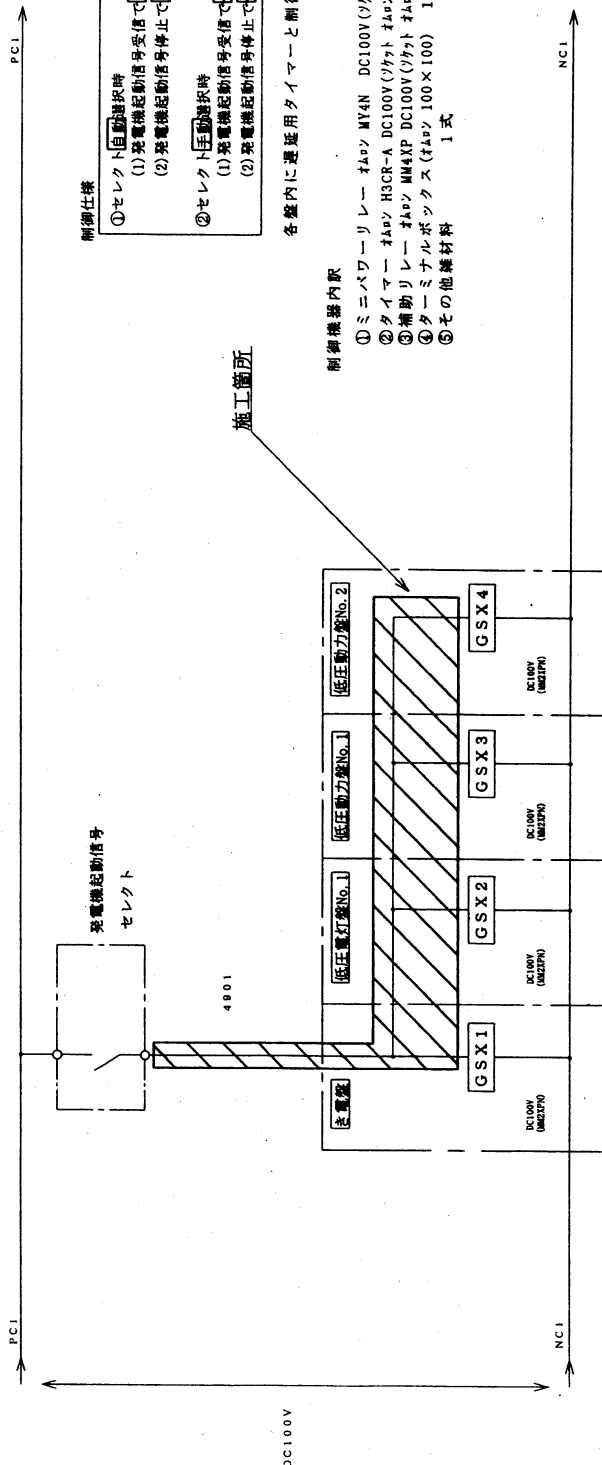 PC1
PC1
DC100V
NC1
NC1
発電機起動信号
セレクト
4901
き電盤
低圧電灯盤No.1
低圧動力盤No.1
低圧動力盤No.2
GSX1
GSX2
GSX3
GSX4
DC100V
(MM2XPN)
DC100V
(MM2XPN)
DC100V
(MM2XPN)
DC100V
(MM2XPN)
施工箇所
制御仕様
①セレクト自動選択時
(1)発電機起動信号受信で
(2)発電機起動信号停止で
②セレクト手動選択時
(1)発電機起動信号受信で
(2)発電機起動信号停止で
各盤内に遅延用タイマーと制
制御機器内訳
①ミニパワーリレー オムロン MY4N DC100V(ソケ
②タイマー オムロン H3CR-A DC100V(ソケット オムロン
③補助リレー オムロン MM4XP DC100V(ソケット オム
④ターミナルボックス(オムロン 100×100) 1
⑤その他雑材料 1式